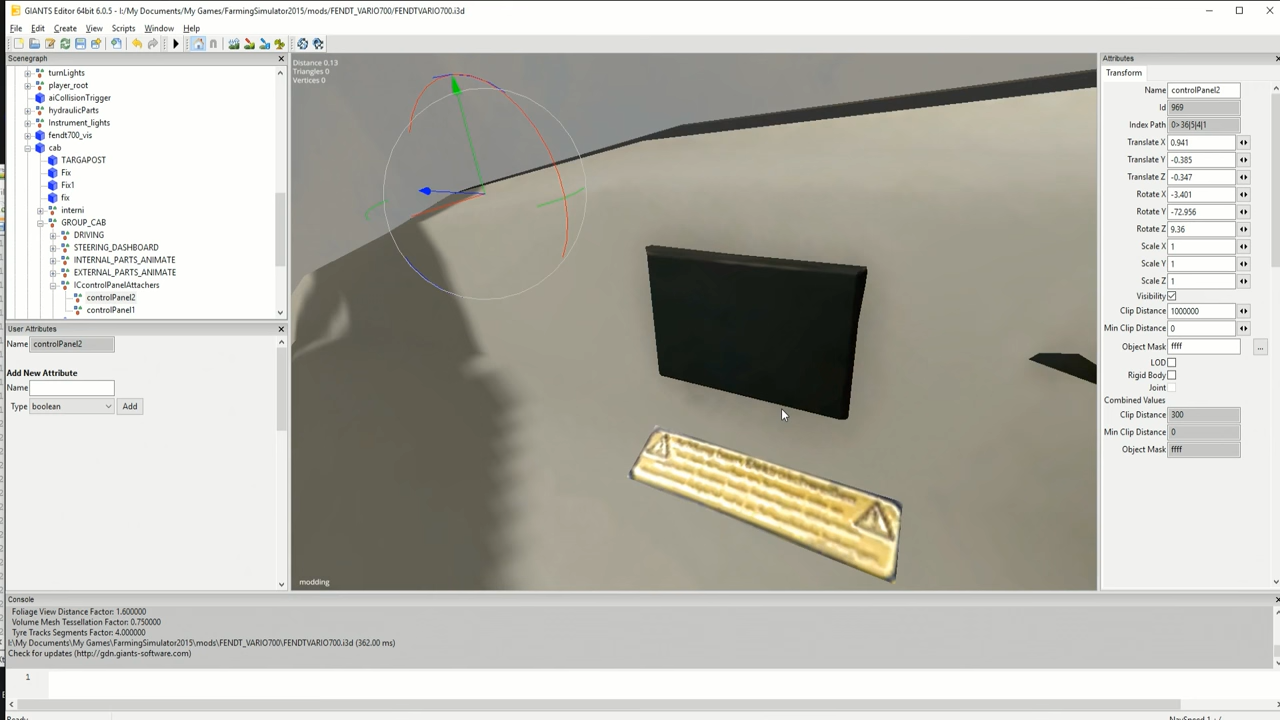 GIANTS Editor 64bit 6.0.5 - I:/My Documents/My Games/FarmingSimulator2015/mods/FENDT_VARIO700/FENDTVARIO700.i3d
File Edit Create View Scripts Window Help
Scenegraph
turnLights
player_root
aiCollisionTrigger
hydraulicParts
Instrument_lights
fendt700_vis
cab
TARGAPOST
Fix
Fix1
fix
interni
GROUP_CAB
DRIVING
STEERING_DASHBOARD
INTERNAL_PARTS_ANIMATE
EXTERNAL_PARTS_ANIMATE
ICcontrolPanelAttachers
controlPanel2
controlPanel1
User Attributes
Name controlPanel2
Add New Attribute
Name
Type boolean Add
Distance 0.13
Triangles 0
Vertices 0
modding
Attributes
Transform
Name controlPanel2
Id 969
Index Path 0>36|5|4|1
Translate X 0.941
Translate Y -0.385
Translate Z -0.347
Rotate X -3.401
Rotate Y -72.956
Rotate Z 9.36
Scale X 1
Scale Y 1
Scale Z 1
Visibility
Clip Distance 1000000
Min Clip Distance 0
Object Mask ffff ...
LOD
Rigid Body
Joint
Combined Values
Clip Distance 300
Min Clip Distance 0
Object Mask ffff
Console
Foliage View Distance Factor: 1.600000
Volume Mesh Tessellation Factor: 0.750000
Tyre Tracks Segments Factor: 4.000000
I:\My Documents\My Games\FarmingSimulator2015\mods\FENDT_VARIO700\FENDTVARIO700.i3d (362.00 ms)
Check for updates (http://gdn.giants-software.com)
1